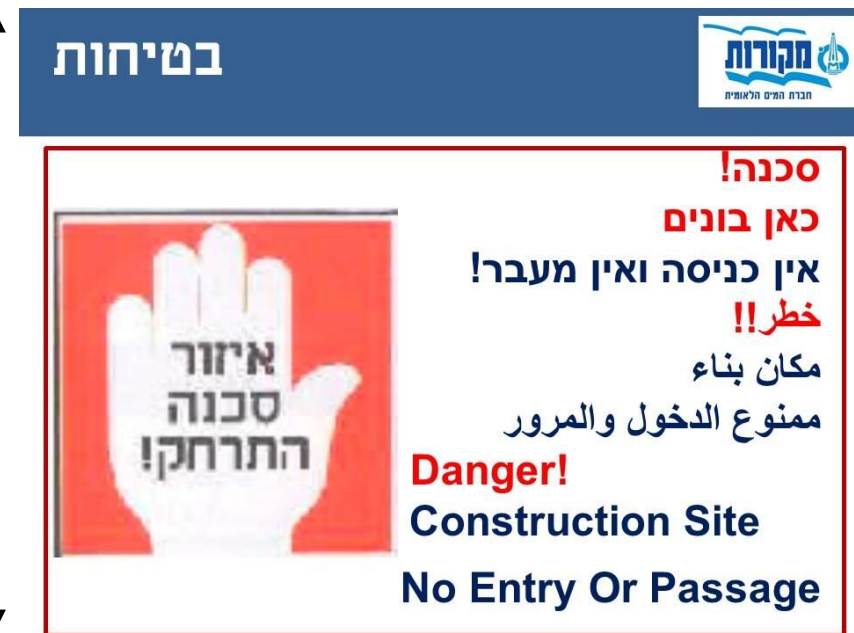 בטיחות
מקורות
חברת המים הלאומית
סכנה!
כאן בונים
אין כניסה ואין מעבר!
خطر!!
مكان بناء
ممنوع الدخول والمرور
Danger!
Construction Site
No Entry Or Passage
איזור
סכנה
התרחק!